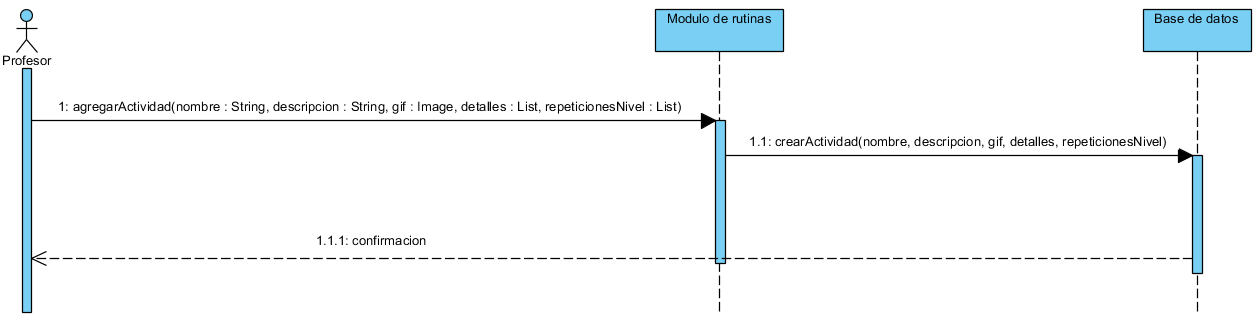 Modulo de rutinas
Base de datos
Profesor
1: agregarActividad(nombre : String, descripcion : String, gif : Image, detalles : List, repeticionesNivel : List)
1.1: crearActividad(nombre, descripcion, gif, detalles, repeticionesNivel)
1.1.1: confirmacion